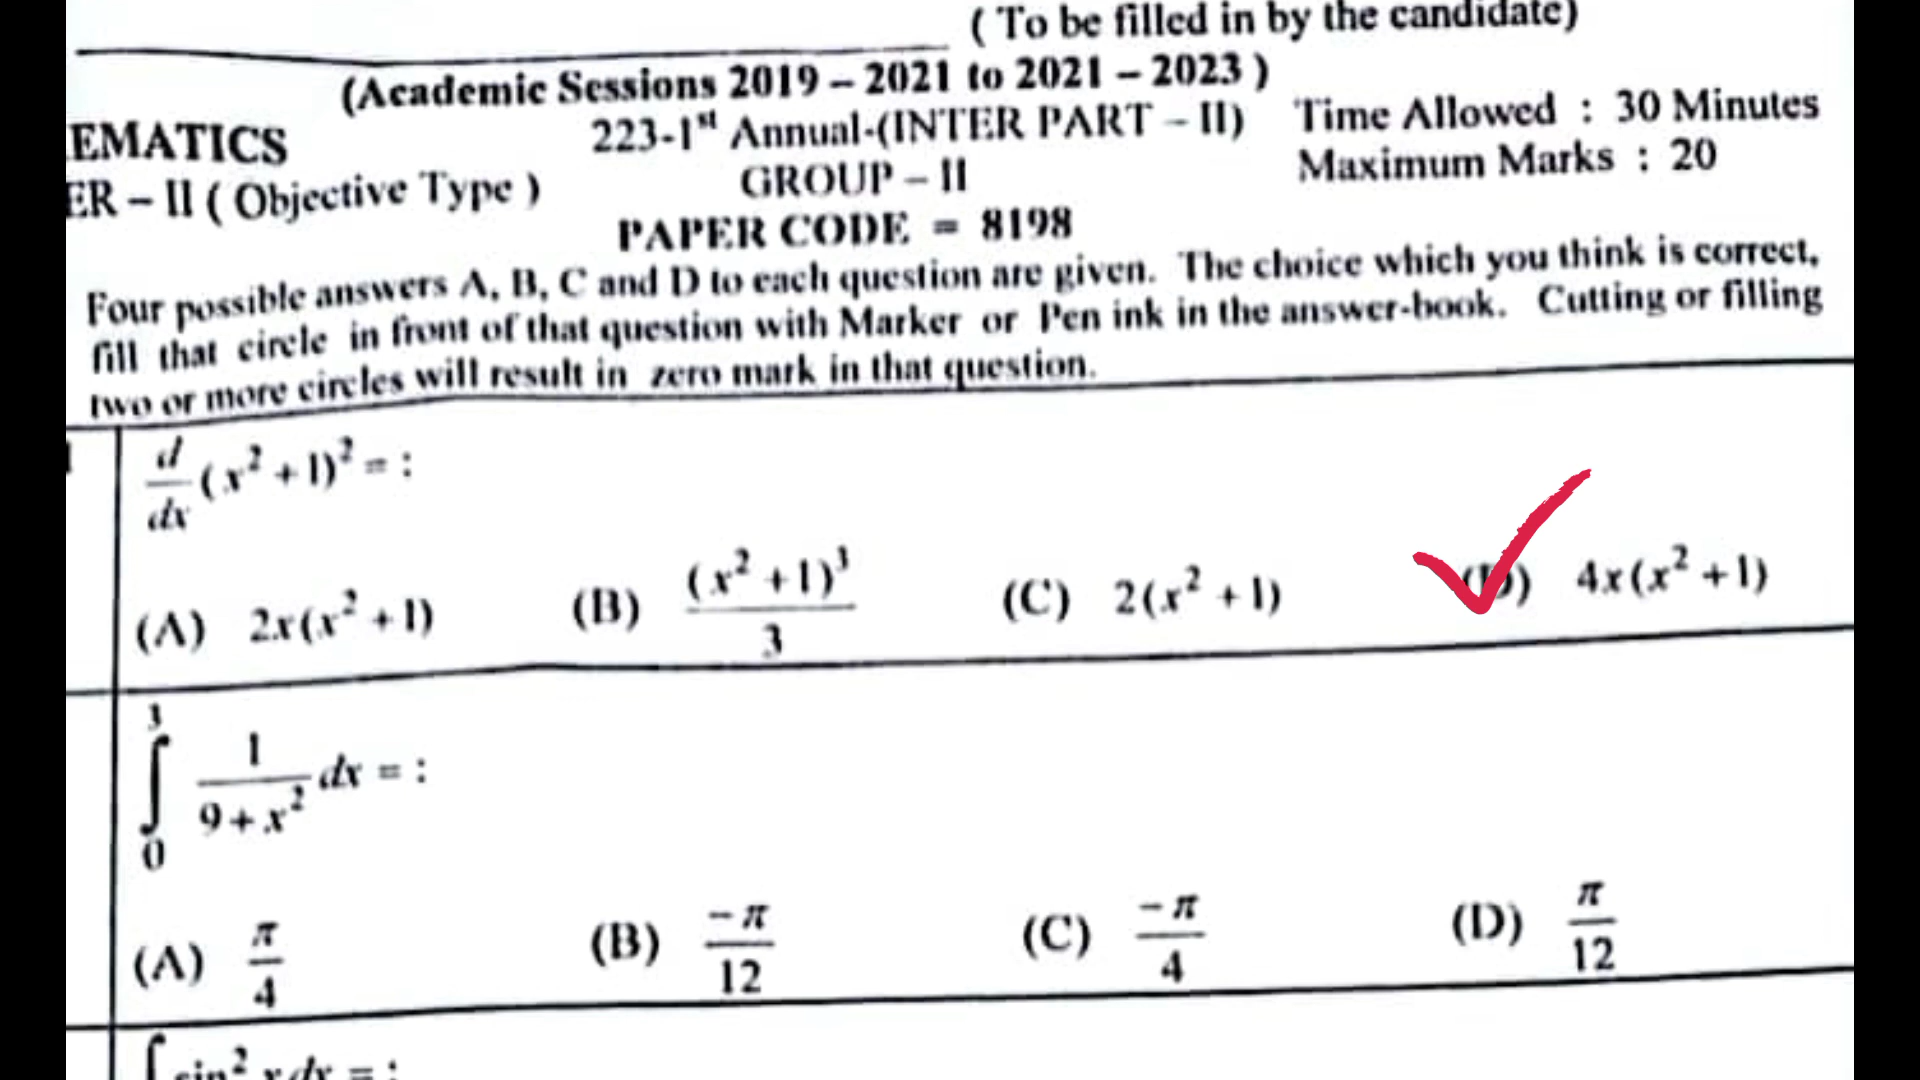 ( To be filled in by the candidate)
(Academic Sessions 2019 – 2021 to 2021 – 2023 )
EMATICS 223-1st Annual-(INTER PART – II) Time Allowed : 30 Minutes
ER – II ( Objective Type ) GROUP – II Maximum Marks : 20
PAPER CODE = 8198
Four possible answers A, B, C and D to each question are given. The choice which you think is correct,
fill that circle in front of that question with Marker or Pen ink in the answer-book. Cutting or filling
two or more circles will result in zero mark in that question.
d/dx (x² + 1)² = :
(A) 2x(x² + 1) (B) (x² + 1)³/3 (C) 2(x² + 1) (D) 4x(x² + 1)
∫₀³ 1/(9 + x²) dx = :
(A) π/4 (B) −π/12 (C) −π/4 (D) π/12
∫ sin² x dx = :